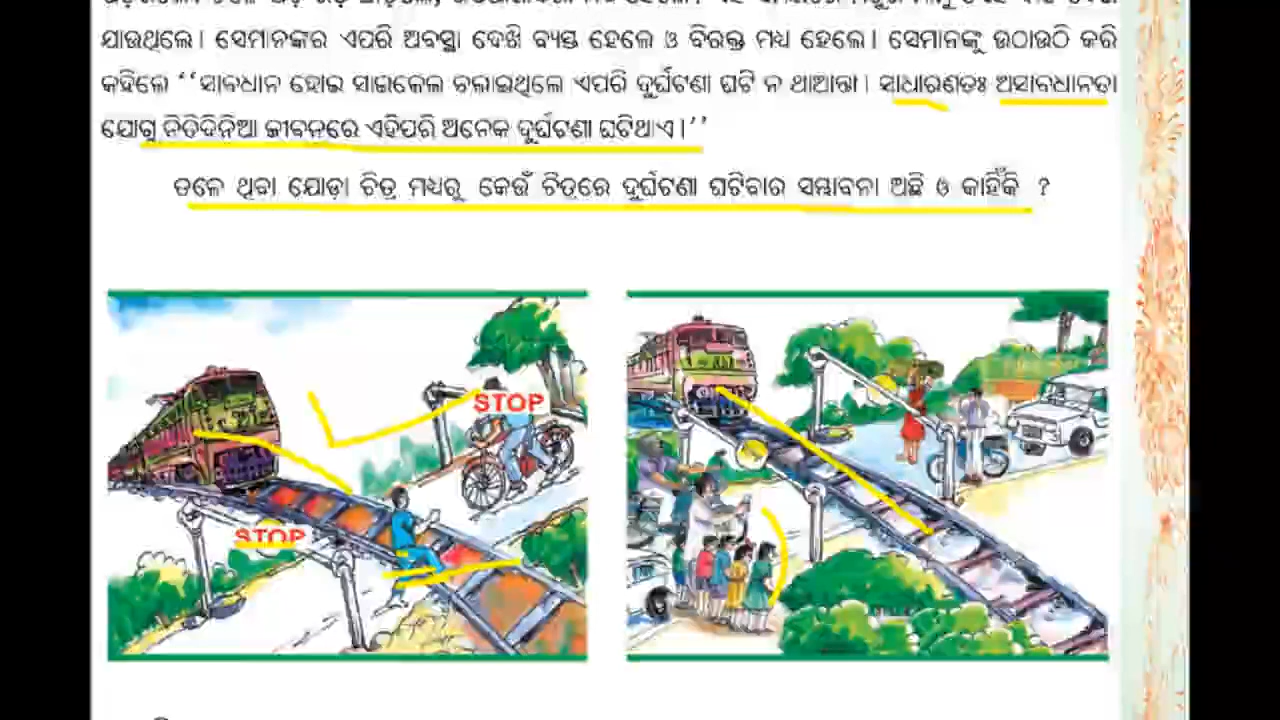 ଯାଉଥିଲେ। ସେମାନଙ୍କର ଏପରି ଅବସ୍ଥା ଦେଖି ବ୍ୟସ୍ତ ହେଲେ ଓ ବିରକ୍ତ ମଧ୍ୟ ହେଲେ। ସେମାନଙ୍କୁ ଉଠାଉଠି କରି
କହିଲେ ‘‘ସାବଧାନ ହୋଇ ସାଇକେଲ ଚଲାଇଥିଲେ ଏପରି ଦୁର୍ଘଟଣା ଘଟି ନ ଥାଆନ୍ତା। ସାଧାରଣତଃ ଅସାବଧାନତା
ଯୋଗୁ ନିତିଦିନିଆ ଜୀବନରେ ଏହିପରି ଅନେକ ଦୁର୍ଘଟଣା ଘଟିଥାଏ।’’
ତଳେ ଥିବା ଯୋଡ଼ା ଚିତ୍ର ମଧ୍ୟରୁ କେଉଁ ଚିତ୍ରରେ ଦୁର୍ଘଟଣା ଘଟିବାର ସମ୍ଭାବନା ଅଛି ଓ କାହିଁକି ?
STOP
STOP